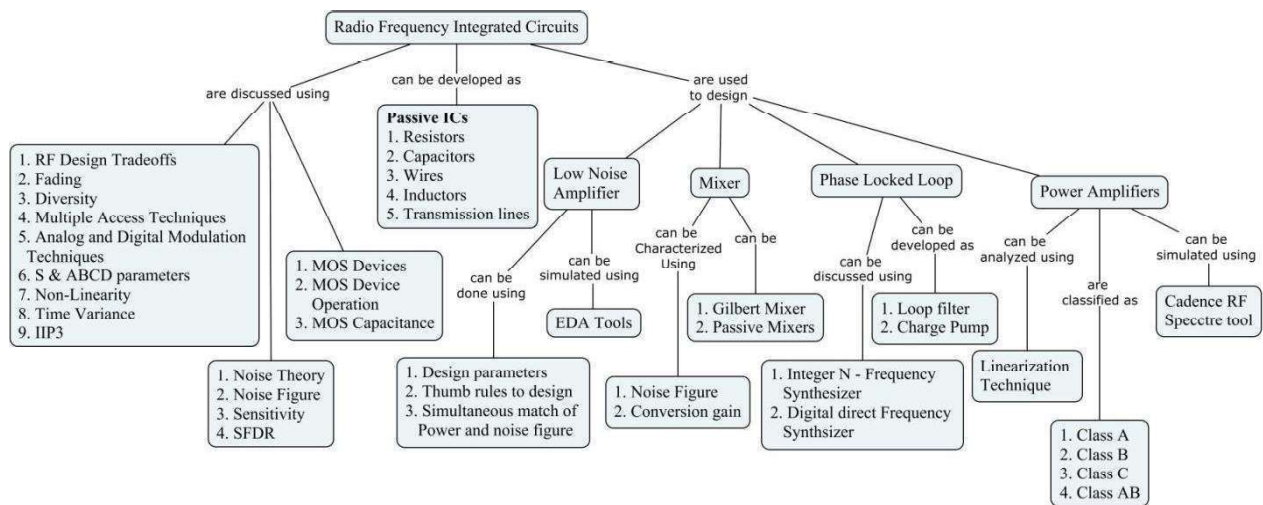 Radio Frequency Integrated Circuits
are discussed using
can be developed as
are used
to design
1. RF Design Tradeoffs
2. Fading
3. Diversity
4. Multiple Access Techniques
5. Analog and Digital Modulation
Techniques
6. S & ABCD parameters
7. Non-Linearity
8. Time Variance
9. IIP3
1. Noise Theory
2. Noise Figure
3. Sensitivity
4. SFDR
1. MOS Devices
2. MOS Device
Operation
3. MOS Capacitance
Passive ICs
1. Resistors
2. Capacitors
3. Wires
4. Inductors
5. Transmission lines
Low Noise
Amplifier
can be
done using
can be
simulated using
1. Design parameters
2. Thumb rules to design
3. Simultaneous match of
Power and noise figure
EDA Tools
Mixer
can be
Characterized
Using
can be
1. Noise Figure
2. Conversion gain
1. Gilbert Mixer
2. Passive Mixers
Phase Locked Loop
can be
discussed using
can be
developed as
1. Integer N - Frequency
Synthesizer
2. Digital direct Frequency
Synthsizer
1. Loop filter
2. Charge Pump
Power Amplifiers
can be
analyzed using
are
classified as
can be
simulated using
Linearization
Technique
1. Class A
2. Class B
3. Class C
4. Class AB
Cadence RF
Specctre tool